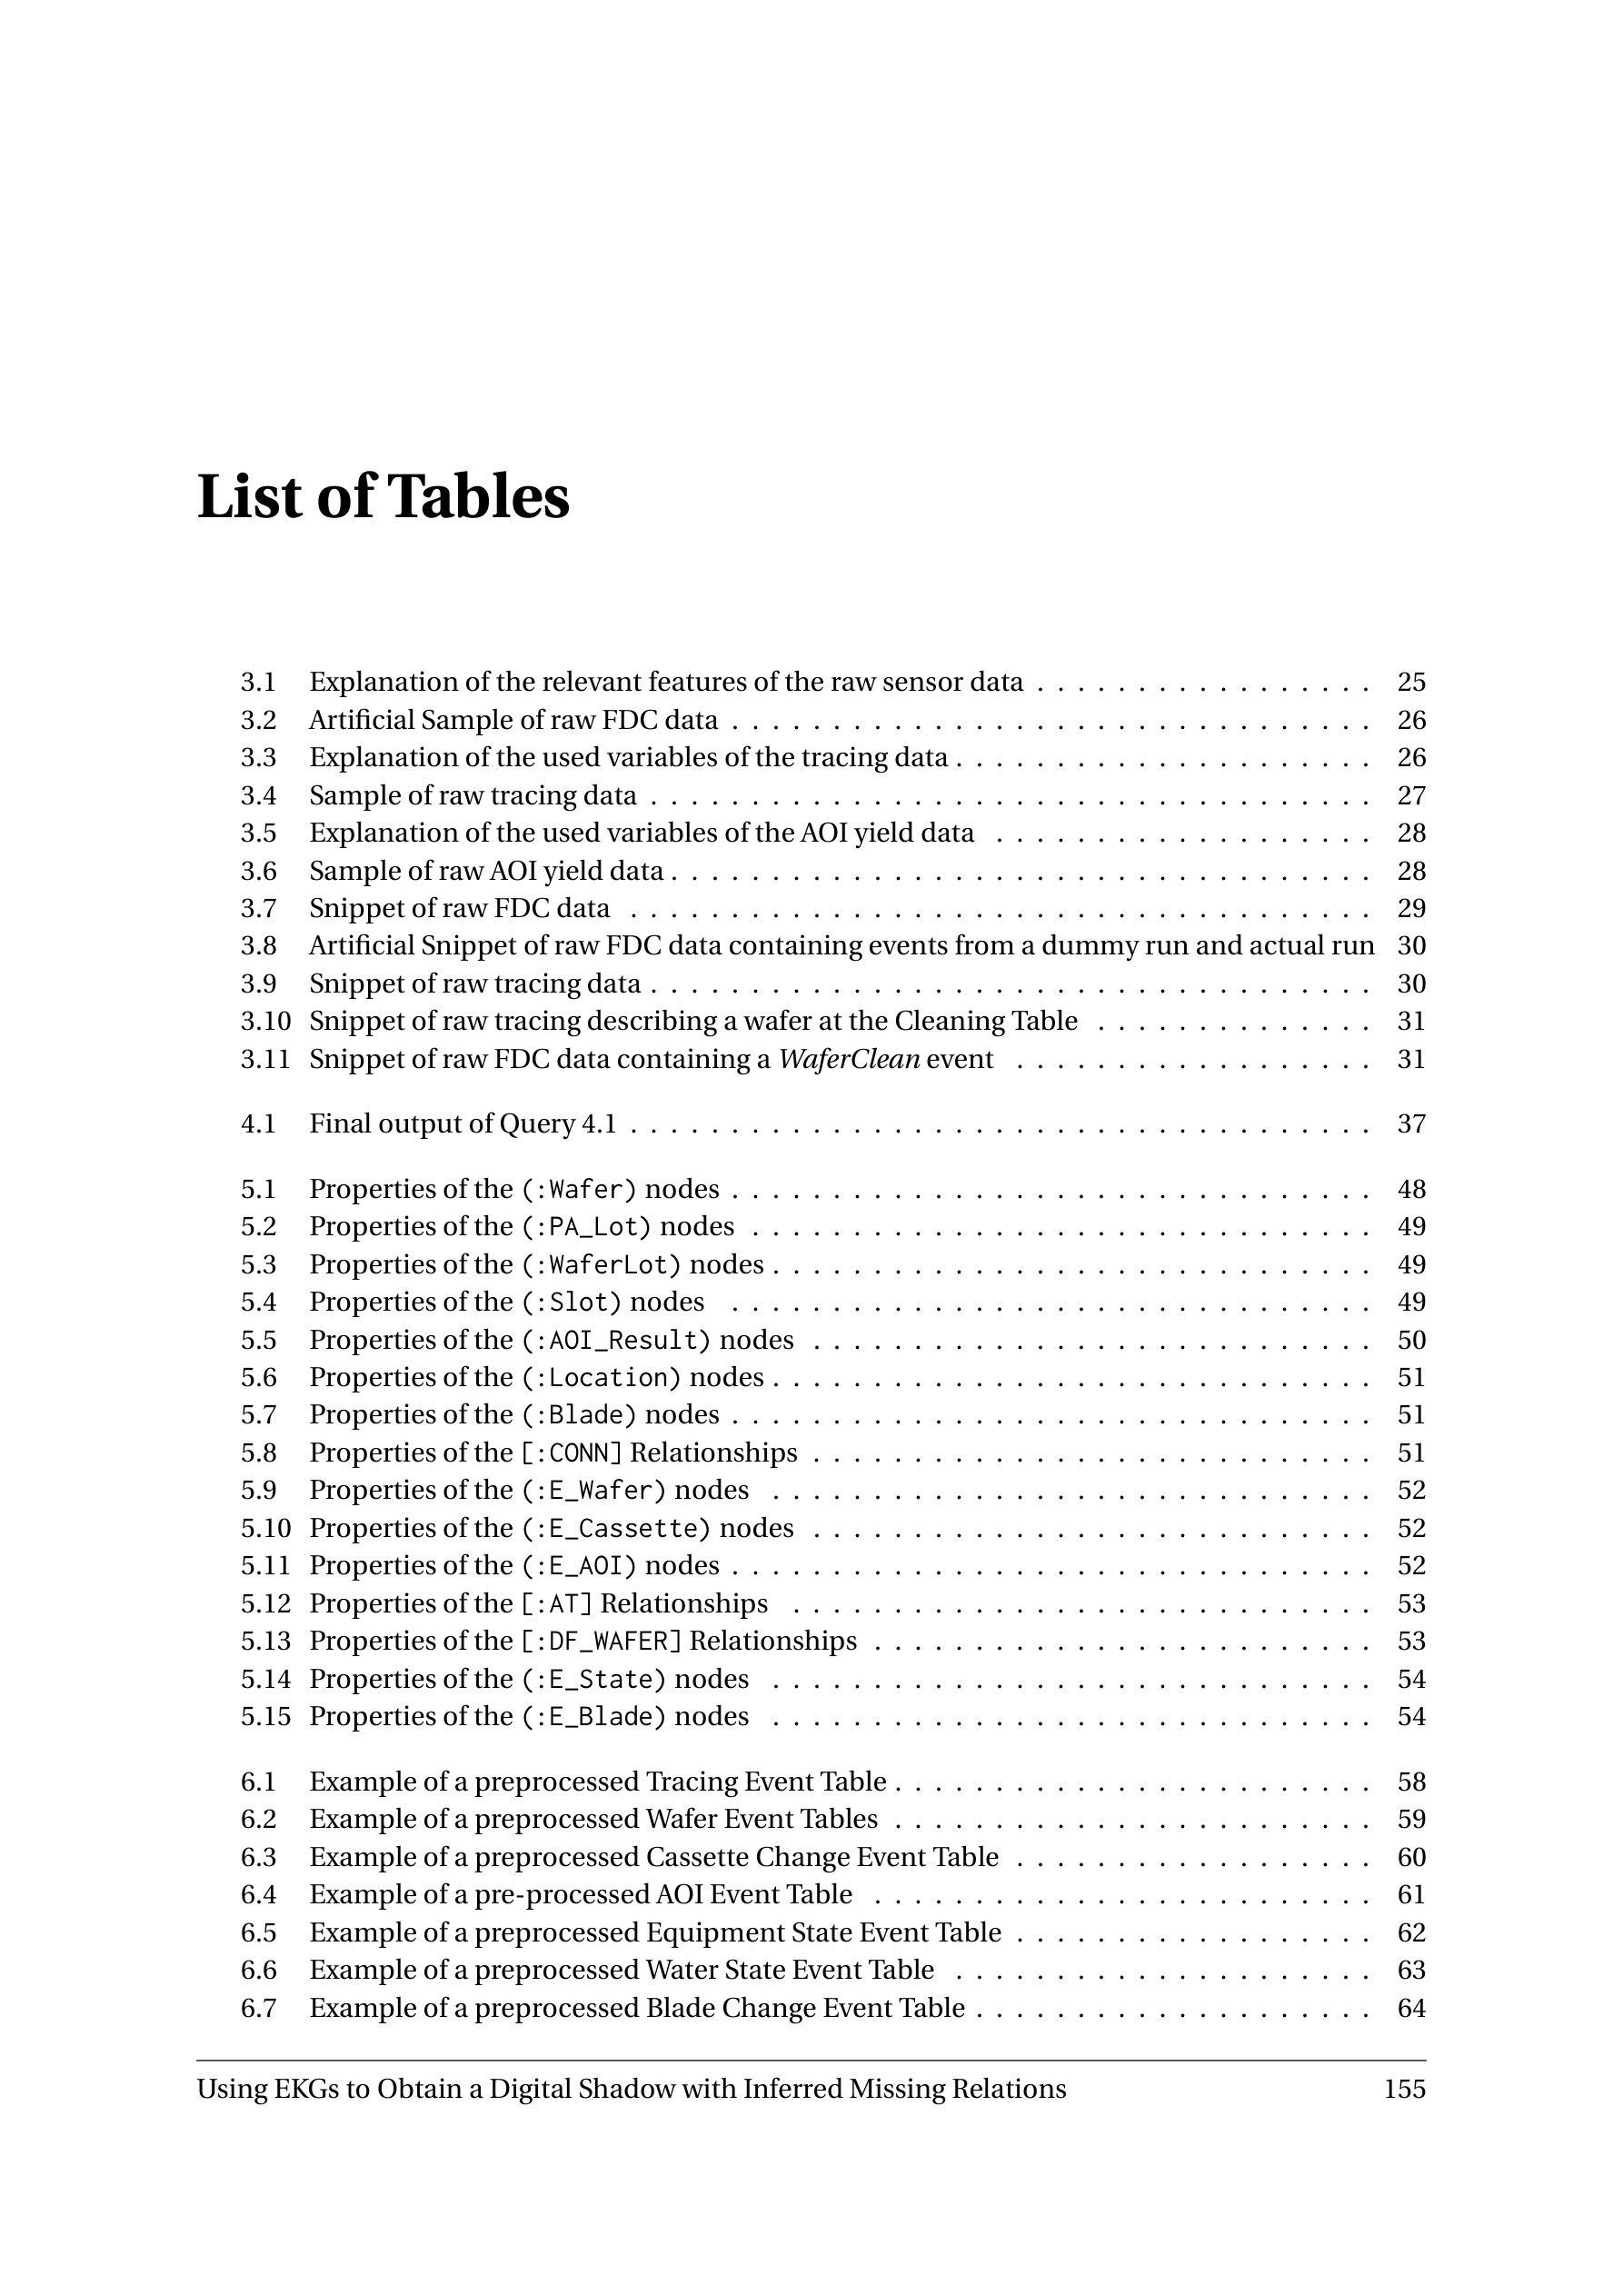 List of Tables
3.1 Explanation of the relevant features of the raw sensor data . . . . . . . . . . . . . . . . . 25
3.2 Artificial Sample of raw FDC data . . . . . . . . . . . . . . . . . . . . . . . . . . . . . . . . 26
3.3 Explanation of the used variables of the tracing data . . . . . . . . . . . . . . . . . . . . . 26
3.4 Sample of raw tracing data . . . . . . . . . . . . . . . . . . . . . . . . . . . . . . . . . . . . 27
3.5 Explanation of the used variables of the AOI yield data . . . . . . . . . . . . . . . . . . . 28
3.6 Sample of raw AOI yield data . . . . . . . . . . . . . . . . . . . . . . . . . . . . . . . . . . . 28
3.7 Snippet of raw FDC data . . . . . . . . . . . . . . . . . . . . . . . . . . . . . . . . . . . . . 29
3.8 Artificial Snippet of raw FDC data containing events from a dummy run and actual run 30
3.9 Snippet of raw tracing data . . . . . . . . . . . . . . . . . . . . . . . . . . . . . . . . . . . . 30
3.10 Snippet of raw tracing describing a wafer at the Cleaning Table . . . . . . . . . . . . . . 31
3.11 Snippet of raw FDC data containing a WaferClean event . . . . . . . . . . . . . . . . . . 31
4.1 Final output of Query 4.1 . . . . . . . . . . . . . . . . . . . . . . . . . . . . . . . . . . . . . 37
5.1 Properties of the (:Wafer) nodes . . . . . . . . . . . . . . . . . . . . . . . . . . . . . . . . 48
5.2 Properties of the (:PA_Lot) nodes . . . . . . . . . . . . . . . . . . . . . . . . . . . . . . . 49
5.3 Properties of the (:WaferLot) nodes . . . . . . . . . . . . . . . . . . . . . . . . . . . . . . 49
5.4 Properties of the (:Slot) nodes . . . . . . . . . . . . . . . . . . . . . . . . . . . . . . . . 49
5.5 Properties of the (:AOI_Result) nodes . . . . . . . . . . . . . . . . . . . . . . . . . . . . 50
5.6 Properties of the (:Location) nodes . . . . . . . . . . . . . . . . . . . . . . . . . . . . . . 51
5.7 Properties of the (:Blade) nodes . . . . . . . . . . . . . . . . . . . . . . . . . . . . . . . . 51
5.8 Properties of the [:CONN] Relationships . . . . . . . . . . . . . . . . . . . . . . . . . . . . 51
5.9 Properties of the (:E_Wafer) nodes . . . . . . . . . . . . . . . . . . . . . . . . . . . . . . 52
5.10 Properties of the (:E_Cassette) nodes . . . . . . . . . . . . . . . . . . . . . . . . . . . . 52
5.11 Properties of the (:E_AOI) nodes . . . . . . . . . . . . . . . . . . . . . . . . . . . . . . . . 52
5.12 Properties of the [:AT] Relationships . . . . . . . . . . . . . . . . . . . . . . . . . . . . . 53
5.13 Properties of the [:DF_WAFER] Relationships . . . . . . . . . . . . . . . . . . . . . . . . . 53
5.14 Properties of the (:E_State) nodes . . . . . . . . . . . . . . . . . . . . . . . . . . . . . . 54
5.15 Properties of the (:E_Blade) nodes . . . . . . . . . . . . . . . . . . . . . . . . . . . . . . 54
6.1 Example of a preprocessed Tracing Event Table . . . . . . . . . . . . . . . . . . . . . . . . 58
6.2 Example of a preprocessed Wafer Event Tables . . . . . . . . . . . . . . . . . . . . . . . . 59
6.3 Example of a preprocessed Cassette Change Event Table . . . . . . . . . . . . . . . . . . 60
6.4 Example of a pre-processed AOI Event Table . . . . . . . . . . . . . . . . . . . . . . . . . 61
6.5 Example of a preprocessed Equipment State Event Table . . . . . . . . . . . . . . . . . . 62
6.6 Example of a preprocessed Water State Event Table . . . . . . . . . . . . . . . . . . . . . 63
6.7 Example of a preprocessed Blade Change Event Table . . . . . . . . . . . . . . . . . . . . 64
Using EKGs to Obtain a Digital Shadow with Inferred Missing Relations 155